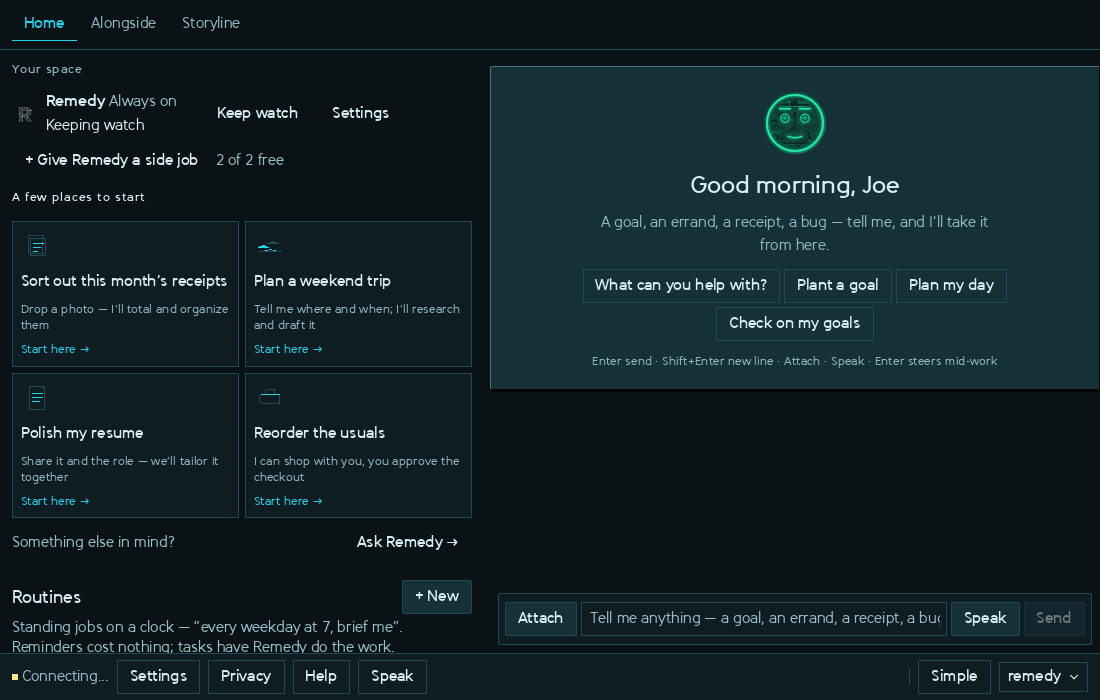 Home Alongside Storyline
Your space
Remedy Always on
Keeping watch
Keep watch Settings
+ Give Remedy a side job 2 of 2 free
A few places to start
Sort out this month's receipts
Drop a photo — I'll total and organize
them
Start here →
Plan a weekend trip
Tell me where and when; I'll research
and draft it
Start here →
Polish my resume
Share it and the role — we'll tailor it
together
Start here →
Reorder the usuals
I can shop with you, you approve the
checkout
Start here →
Something else in mind? Ask Remedy →
Routines + New
Standing jobs on a clock — "every weekday at 7, brief me".
Reminders cost nothing; tasks have Remedy do the work.
Good morning, Joe
A goal, an errand, a receipt, a bug — tell me, and I'll take it
from here.
What can you help with? Plant a goal Plan my day
Check on my goals
Enter send · Shift+Enter new line · Attach · Speak · Enter steers mid-work
Attach Tell me anything — a goal, an errand, a receipt, a bug Speak Send
Connecting... Settings Privacy Help Speak Simple remedy